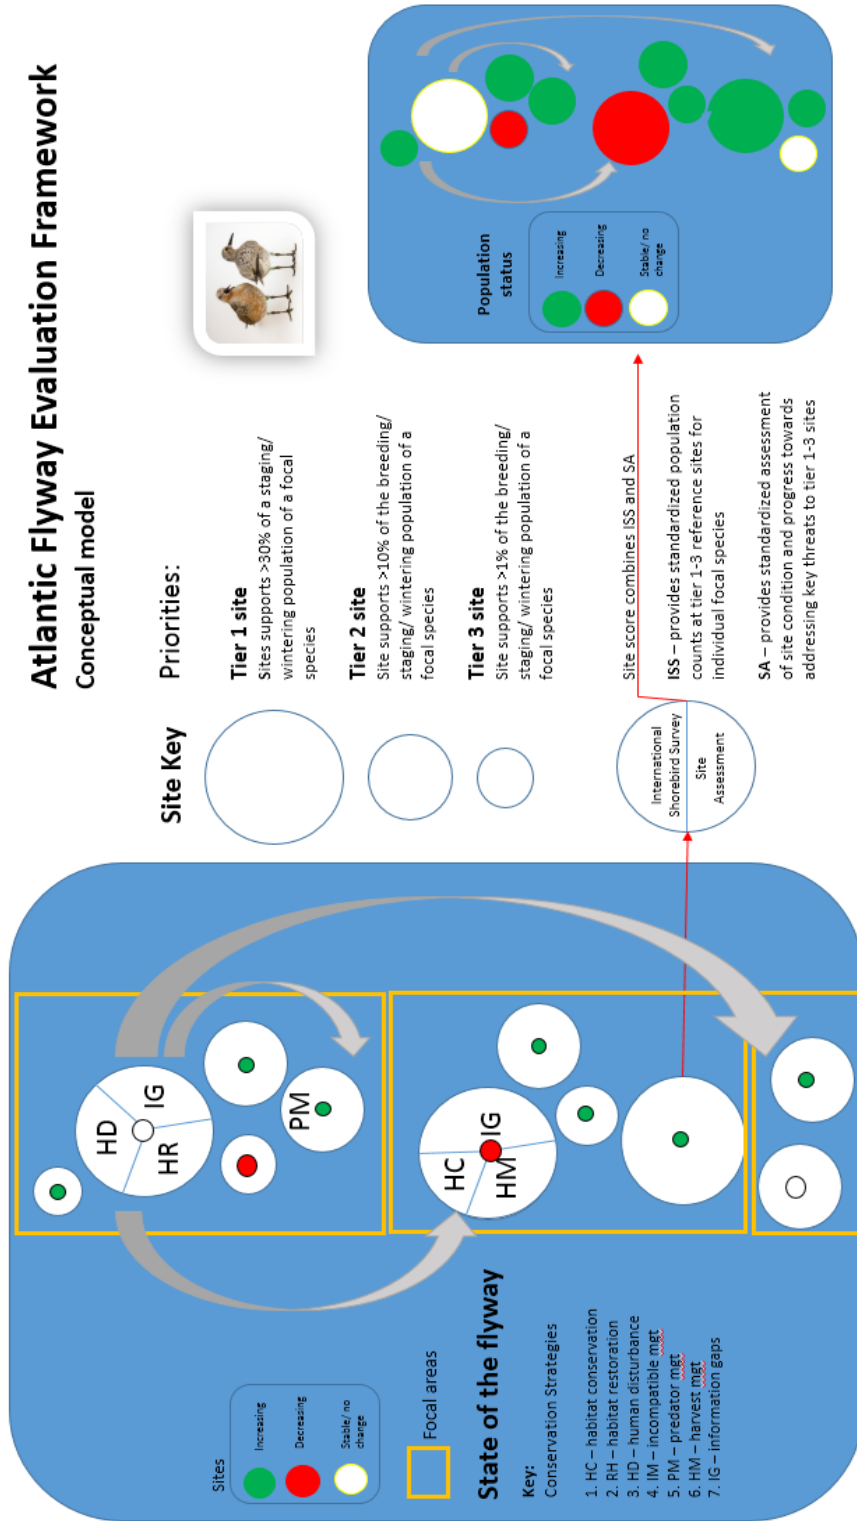 Atlantic Flyway Evaluation Framework
Conceptual model
Sites
Increasing
Decreasing
Stable/ no
change
Focal areas
State of the flyway
Key:
Conservation Strategies
1. HC – habitat conservation
2. RH – habitat restoration
3. HD – human disturbance
4. IM – incompatible mgt
5. PM – predator mgt
6. HM – harvest mgt
7. IG – information gaps
HD
IG
HR
PM
HC
IG
HM
Site Key
Priorities:
Tier 1 site
Sites supports >30% of a staging/
wintering population of a focal
species
Tier 2 site
Site supports >10% of the breeding/
staging/ wintering population of a
focal species
Tier 3 site
Site supports >1% of the breeding/
staging/ wintering population of a
focal species
International
Shorebird Survey
Site
Assessment
Site score combines ISS and SA
ISS – provides standardized population
counts at tier 1-3 reference sites for
individual focal species
SA – provides standardized assessment
of site condition and progress towards
addressing key threats to tier 1-3 sites
Population
status
Increasing
Decreasing
Stable/ no
change